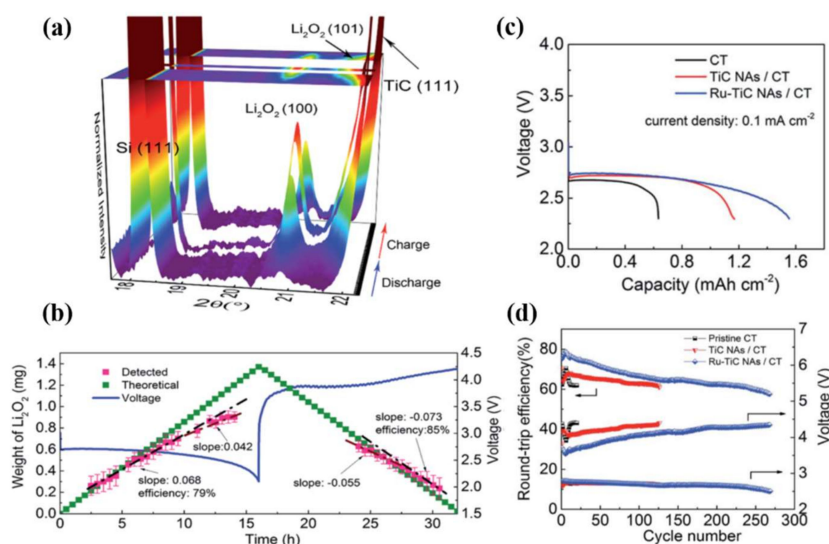 (a)
Li₂O₂ (101)
TiC (111)
Li₂O₂ (100)
Si (111)
Normalized Intensity
Charge
Discharge
18
19
20
21
22
2θ(°)
(b)
Weight of Li₂O₂ (mg)
1.4
1.2
1.0
0.8
0.6
0.4
0.2
0.0
Detected
Theoretical
Voltage
slope: 0.068
efficiency: 79%
slope:0.042
slope: -0.055
slope: -0.073
efficiency:85%
4.5
4.0
3.5
3.0
2.5
2.0
1.5
Voltage (V)
0
5
10
15
20
25
30
Time (h)
(c)
Voltage (V)
4.0
3.5
3.0
2.5
2.0
CT
TiC NAs / CT
Ru-TiC NAs / CT
current density: 0.1 mA cm⁻²
0.0
0.4
0.8
1.2
1.6
Capacity (mAh cm⁻²)
(d)
Round-trip efficiency(%)
80
60
40
20
0
Pristine CT
TiC NAs / CT
Ru-TiC NAs / CT
7
6
5
4
3
2
Voltage (V)
0
50
100
150
200
250
300
Cycle number